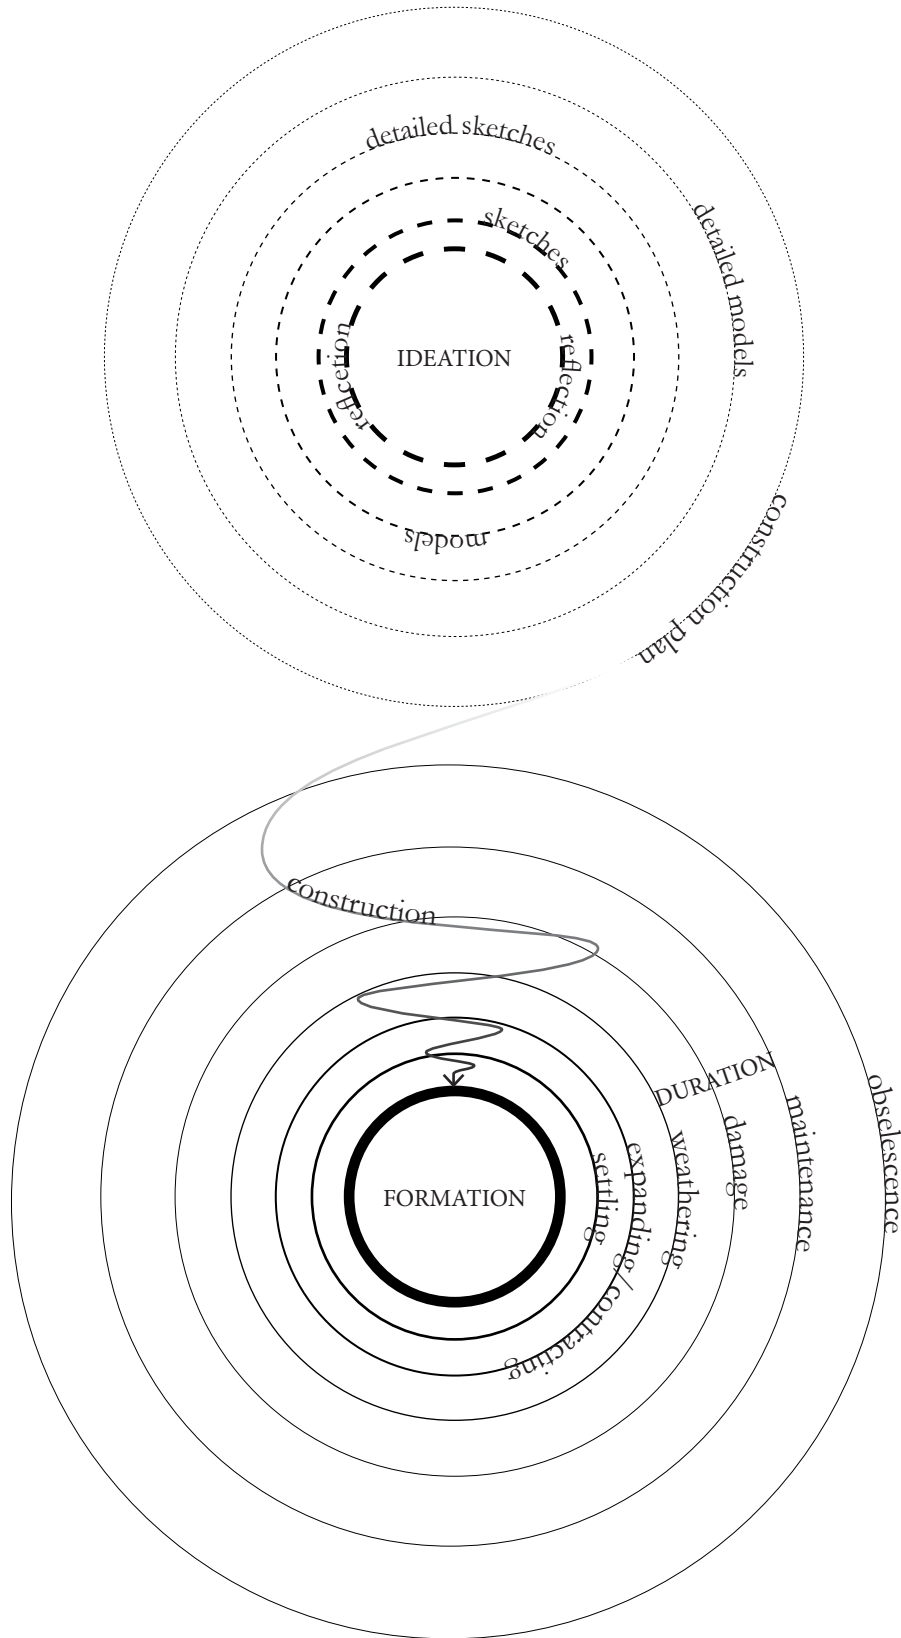 detailed sketches
sketches
detailed models
reflection
IDEATION
reflection
models
construction plan
construction
DURATION
obselescence
maintenance
damage
weathering
expanding/contracting
settling
FORMATION